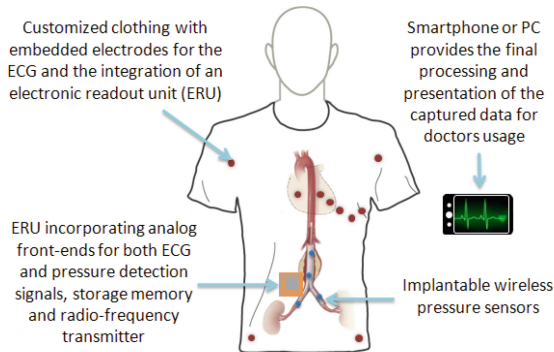 Customized clothing with
embedded electrodes for the
ECG and the integration of an
electronic readout unit (ERU)
Smartphone or PC
provides the final
processing and
presentation of the
captured data for
doctors usage
ERU incorporating analog
front-ends for both ECG
and pressure detection
signals, storage memory
and radio-frequency
transmitter
Implantable wireless
pressure sensors